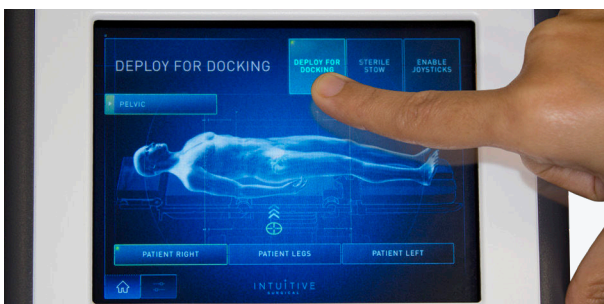 DEPLOY FOR DOCKING
DEPLOY FOR
DOCKING
STERILE
STOW
ENABLE
JOYSTICKS
PELVIC
PATIENT RIGHT
PATIENT LEGS
PATIENT LEFT
INTUITIVE
SURGICAL